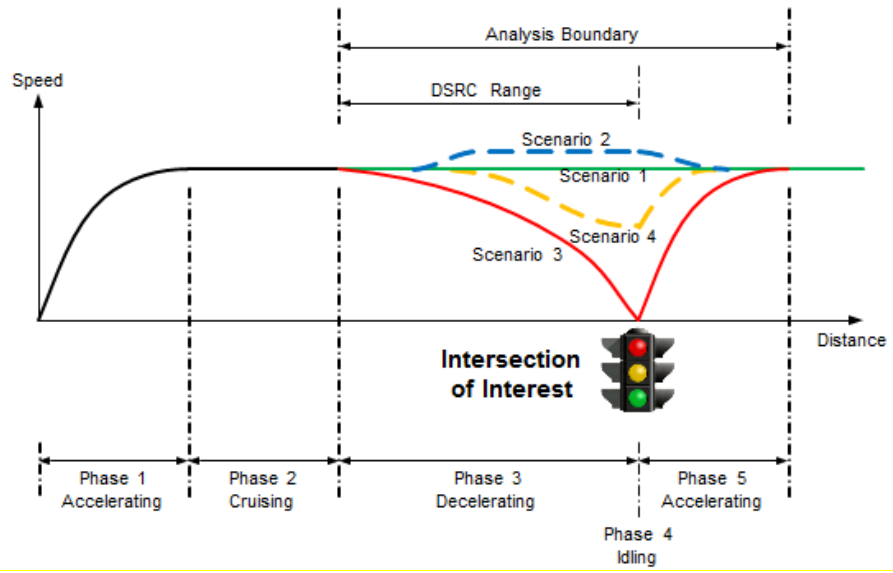 Analysis Boundary
Speed
DSRC Range
Scenario 2
Scenario 1
Scenario 4
Scenario 3
Distance
Intersection
of Interest
Phase 1
Accelerating
Phase 2
Cruising
Phase 3
Decelerating
Phase 5
Accelerating
Phase 4
Idling